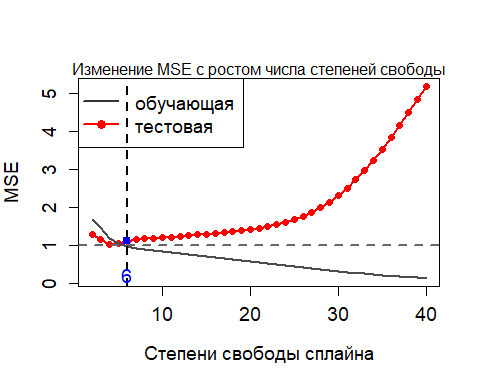 Изменение MSE с ростом числа степеней свободы
обучающая
тестовая
MSE
5
4
3
2
1
0
6
10
20
30
40
Степени свободы сплайна